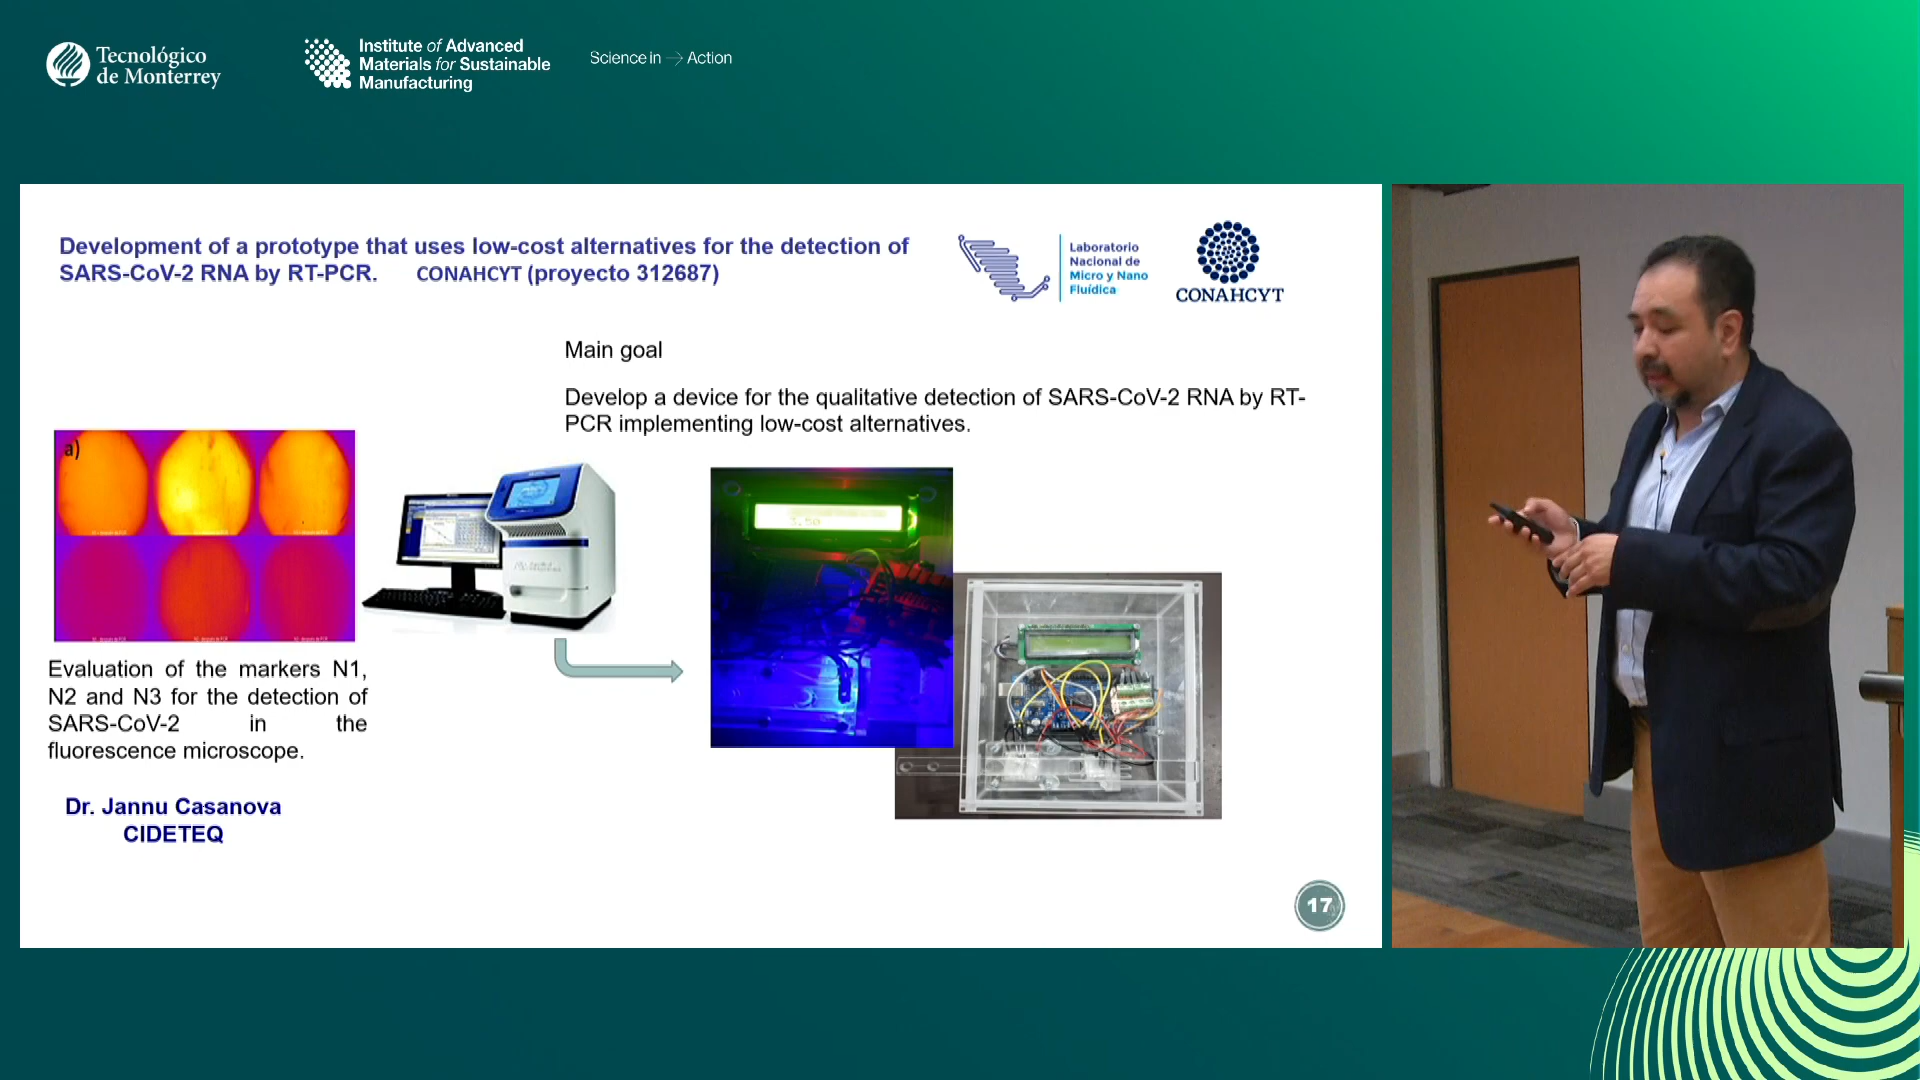 Tecnológico
de Monterrey
Institute of Advanced
Materials for Sustainable
Manufacturing
Science in → Action
Development of a prototype that uses low-cost alternatives for the detection of
SARS-CoV-2 RNA by RT-PCR. CONAHCYT (proyecto 312687)
Laboratorio
Nacional de
Micro y Nano
Fluídica
CONAHCYT
Main goal
Develop a device for the qualitative detection of SARS-CoV-2 RNA by RT-
PCR implementing low-cost alternatives.
a)
Evaluation of the markers N1,
N2 and N3 for the detection of
SARS-CoV-2 in the
fluorescence microscope.
Dr. Jannu Casanova
CIDETEQ
17